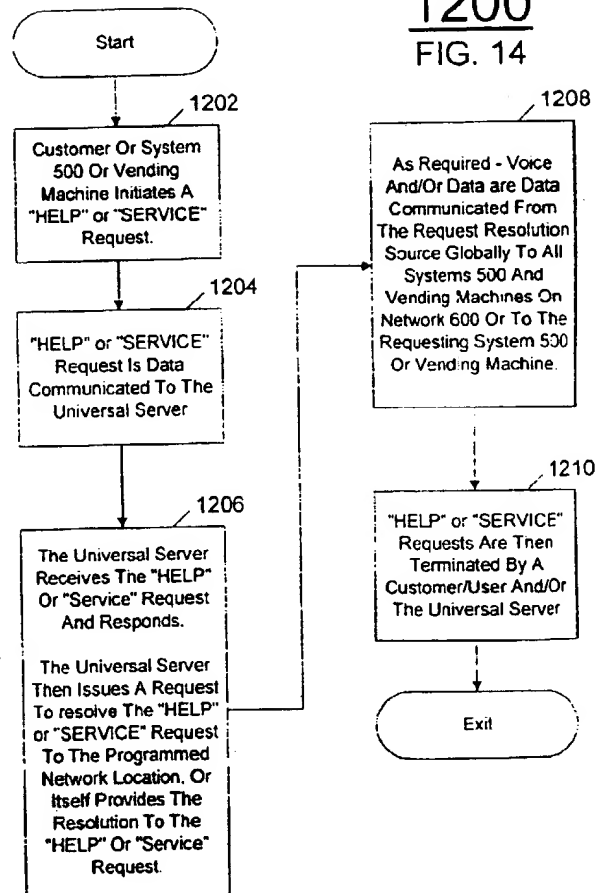 1200
FIG. 14
Start
1202
Customer Or System
500 Or Vending
Machine Initiates A
"HELP" or "SERVICE"
Request.
1204
"HELP" or "SERVICE"
Request Is Data
Communicated To The
Universal Server
1206
The Universal Server
Receives The "HELP"
Or "Service" Request
And Responds.
The Universal Server
Then Issues A Request
To resolve The "HELP"
or "SERVICE" Request
To The Programmed
Network Location, Or
Itself Provides The
Resolution To The
"HELP" Or "Service"
Request.
1208
As Required - Voice
And/Or Data are Data
Communicated From
The Request Resolution
Source Globally To All
Systems 500 And
Vending Machines On
Network 600 Or To The
Requesting System 500
Or Vending Machine.
1210
"HELP" or "SERVICE"
Requests Are Then
Terminated By A
Customer/User And/Or
The Universal Server
Exit